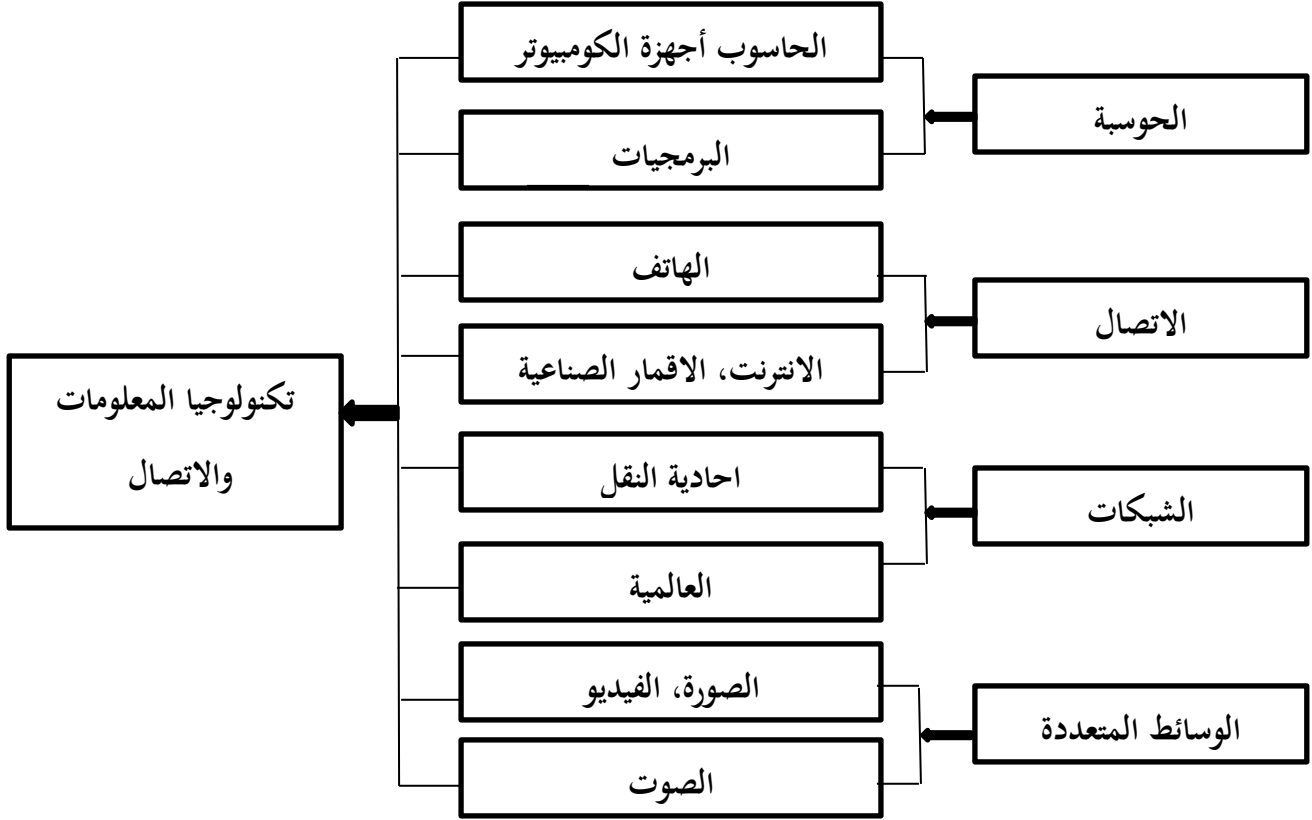 الحوسبة
الحاسوب أجهزة الكومبيوتر
البرمجيات
الاتصال
الهاتف
الانترنت، الاقمار الصناعية
الشبكات
احادية النقل
العالمية
الوسائط المتعددة
الصورة، الفيديو
الصوت
تكنولوجيا المعلومات
والاتصال